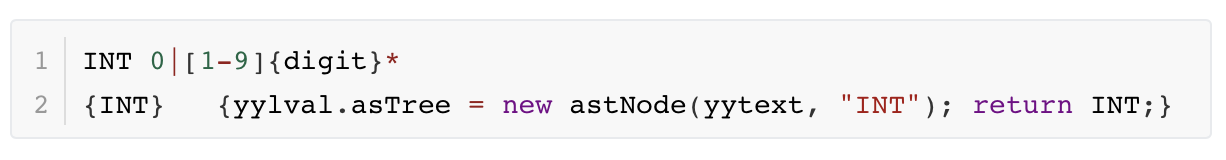 1 INT 0|[1-9]{digit}*
2 {INT}   {yylval.asTree = new astNode(yytext, "INT"); return INT;}